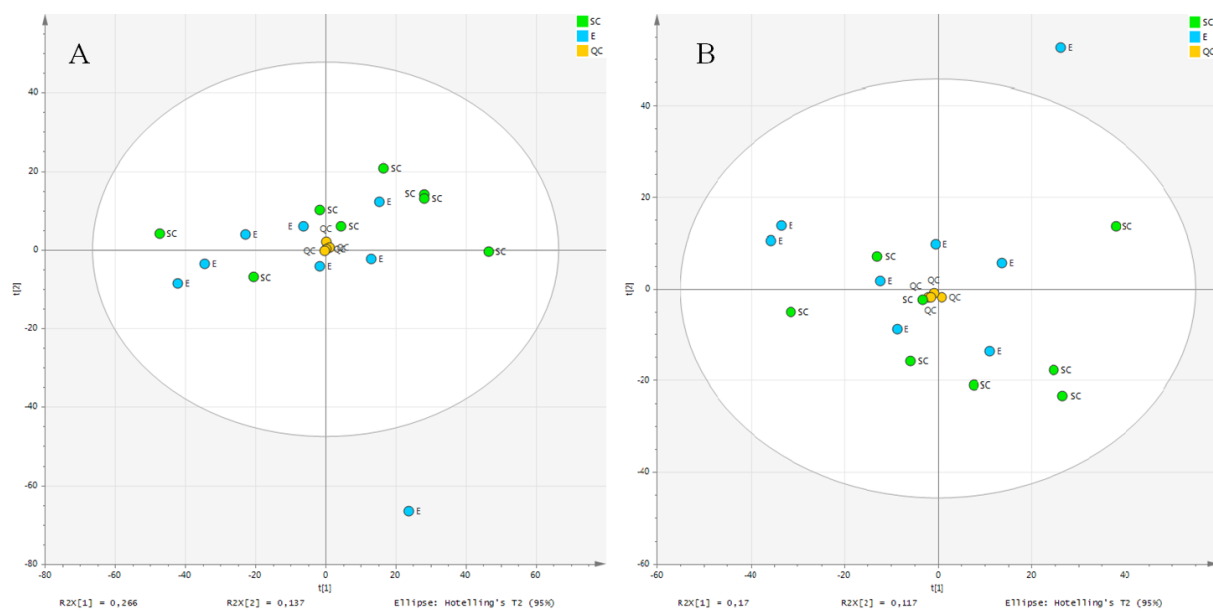 A
SC
E
QC
40
20
0
-20
-40
-60
-80
t[2]
SC
SC
SC
SC
E
SC
SC
E
E
QC
QC
QC
SC
E
E
SC
E
E
E
-80
-60
-40
-20
0
20
40
60
t[1]
R2X[1] = 0,266 R2X[2] = 0,137 Ellipse: Hotelling's T2 (95%)
B
SC
E
QC
E
40
20
0
-20
-40
-60
t[2]
SC
E
E
E
SC
E
E
QC
QC
QC
QC
SC
SC
E
E
SC
SC
SC
SC
-60
-40
-20
0
20
40
t[1]
R2X[1] = 0,17 R2X[2] = 0,117 Ellipse: Hotelling's T2 (95%)